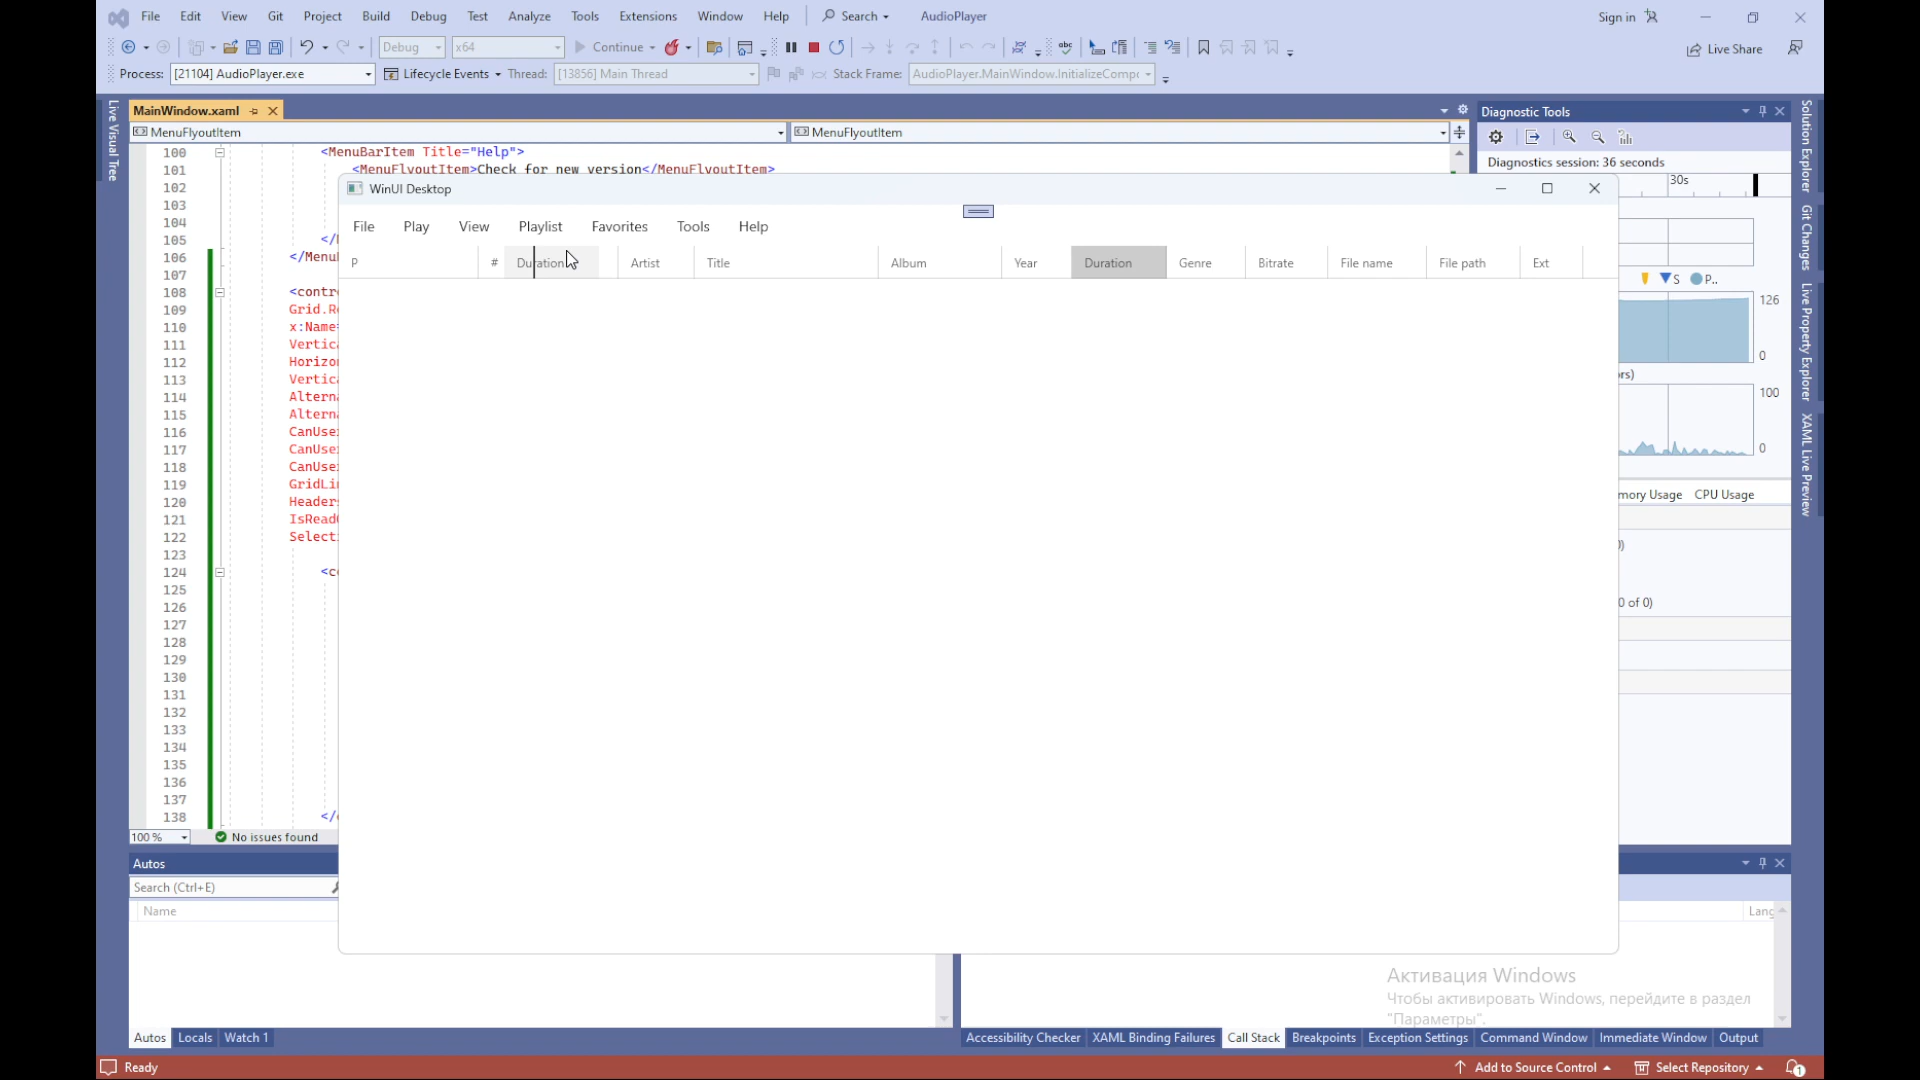 File Edit View Git Project Build Debug Test Analyze Tools Extensions Window Help Search AudioPlayer Sign in
Debug x64 Continue Live Share
Process: [21104] AudioPlayer.exe Lifecycle Events Thread: [13856] Main Thread Stack Frame: AudioPlayer.MainWindow.InitializeCompo
Live Visual Tree
MainWindow.xaml
MenuFlyoutItem MenuFlyoutItem
100 <MenuBarItem Title="Help">
101 <MenuFlyoutItem>Check for new version</MenuFlyoutItem>
102
103
104
105 </
106 </Menu
107
108 <contr
109 Grid.R
110 x:Name=
111 Vertica
112 Horizo
113 Vertica
114 Altern
115 Altern
116 CanUse
117 CanUse
118 CanUse
119 GridLi
120 Header
121 IsRead
122 Select
123
124 <c
125
126
127
128
129
130
131
132
133
134
135
136
137
138 </
100 % No issues found
WinUI Desktop
File Play View Playlist Favorites Tools Help
P # Duration Artist Title Album Year Duration Genre Bitrate File name File path Ext
Diagnostic Tools
Diagnostics session: 36 seconds
30s
S P..
126
0
rs)
100
0
mory Usage CPU Usage
)
0 of 0)
Solution Explorer
Git Changes
Live Property Explorer
XAML Live Preview
Autos
Search (Ctrl+E)
Name
Lang
Активация Windows
Чтобы активировать Windows, перейдите в раздел
"Параметры".
Autos Locals Watch 1
Accessibility Checker XAML Binding Failures Call Stack Breakpoints Exception Settings Command Window Immediate Window Output
Ready Add to Source Control Select Repository 1